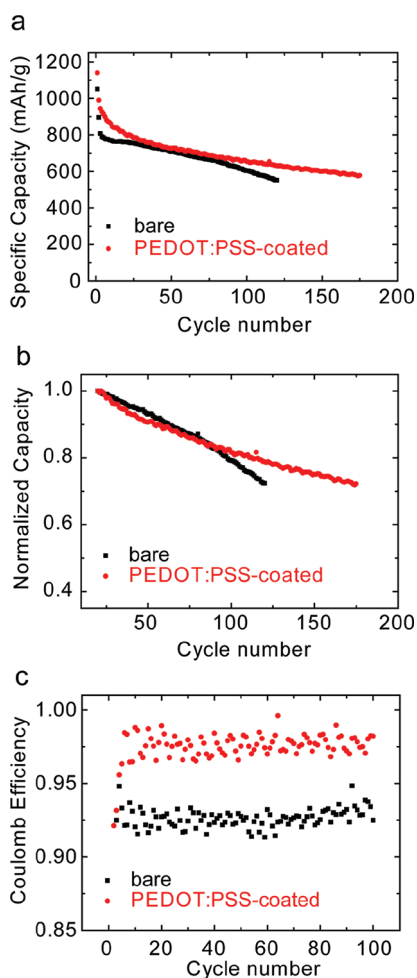 a
Specific Capacity (mAh/g)
1200
1000
800
600
400
200
0
bare
PEDOT:PSS-coated
0 50 100 150 200
Cycle number
b
Normalized Capacity
1.0
0.8
0.6
0.4
bare
PEDOT:PSS-coated
50 100 150 200
Cycle number
c
Coulomb Efficiency
1.00
0.95
0.90
0.85
bare
PEDOT:PSS-coated
0 20 40 60 80 100
Cycle number